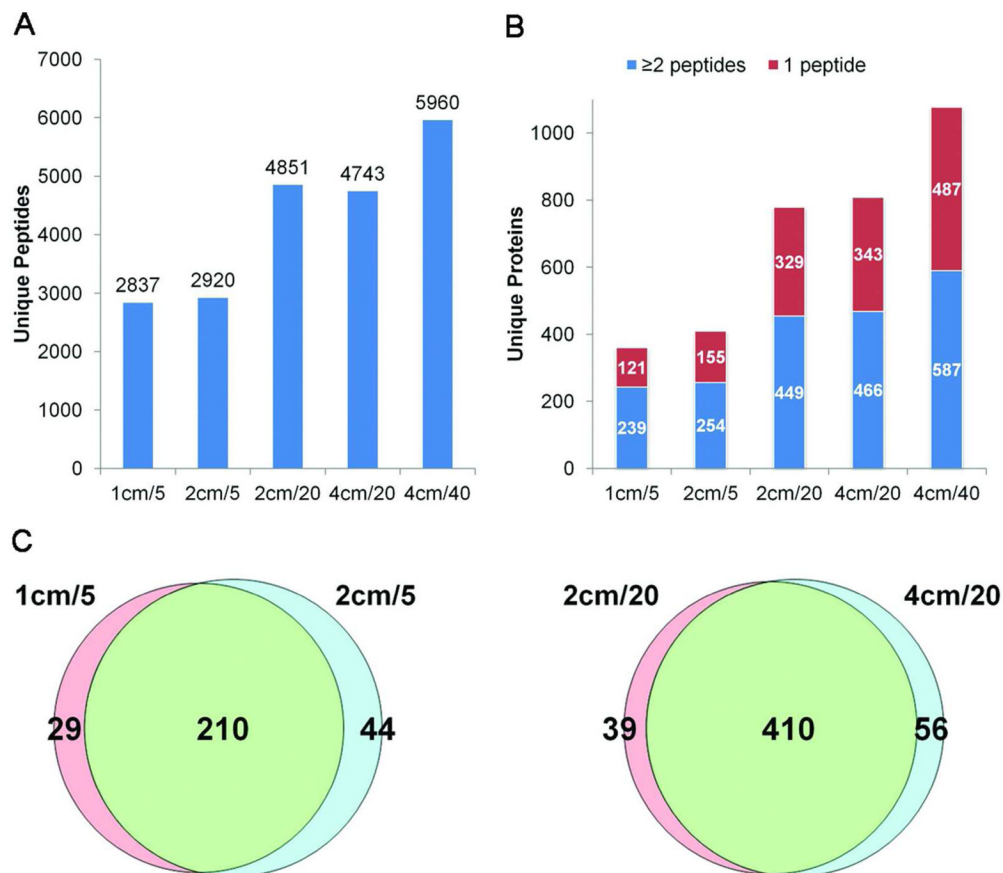 A
7000
6000
5000
4000
3000
2000
1000
0
Unique Peptides
2837
2920
4851
4743
5960
1cm/5
2cm/5
2cm/20
4cm/20
4cm/40
B
≥2 peptides
1 peptide
1000
800
600
400
200
0
Unique Proteins
121
239
155
254
329
449
343
466
487
587
1cm/5
2cm/5
2cm/20
4cm/20
4cm/40
C
1cm/5
2cm/5
29
210
44
2cm/20
4cm/20
39
410
56